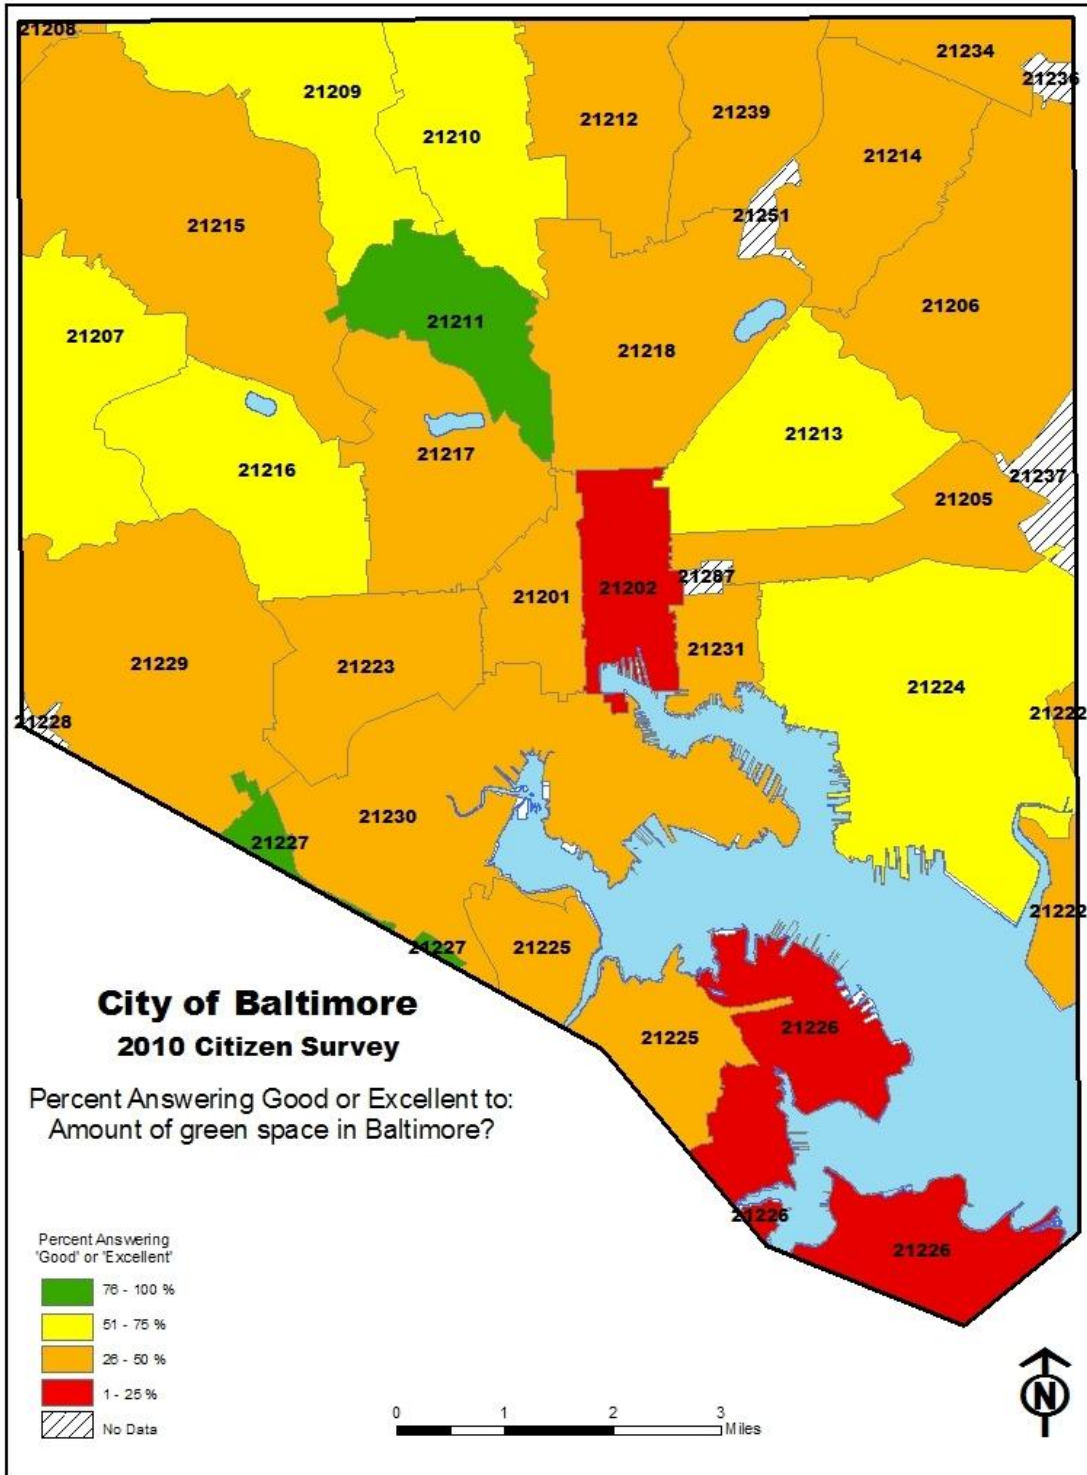 21208
21234
21236
21209
21212
21239
21210
21214
21251
21215
21206
21211
21207
21218
21213
21217
21216
21237
21205
21287
21202
21201
21231
21229
21223
21224
21228
21222
21230
21227
21222
21227
21225
City of Baltimore
2010 Citizen Survey
21226
21225
Percent Answering Good or Excellent to:
Amount of green space in Baltimore?
21226
21226
Percent Answering
'Good' or 'Excellent'
76 - 100 %
51 - 75 %
26 - 50 %
1 - 25 %
No Data
0 1 2 3
Miles
N